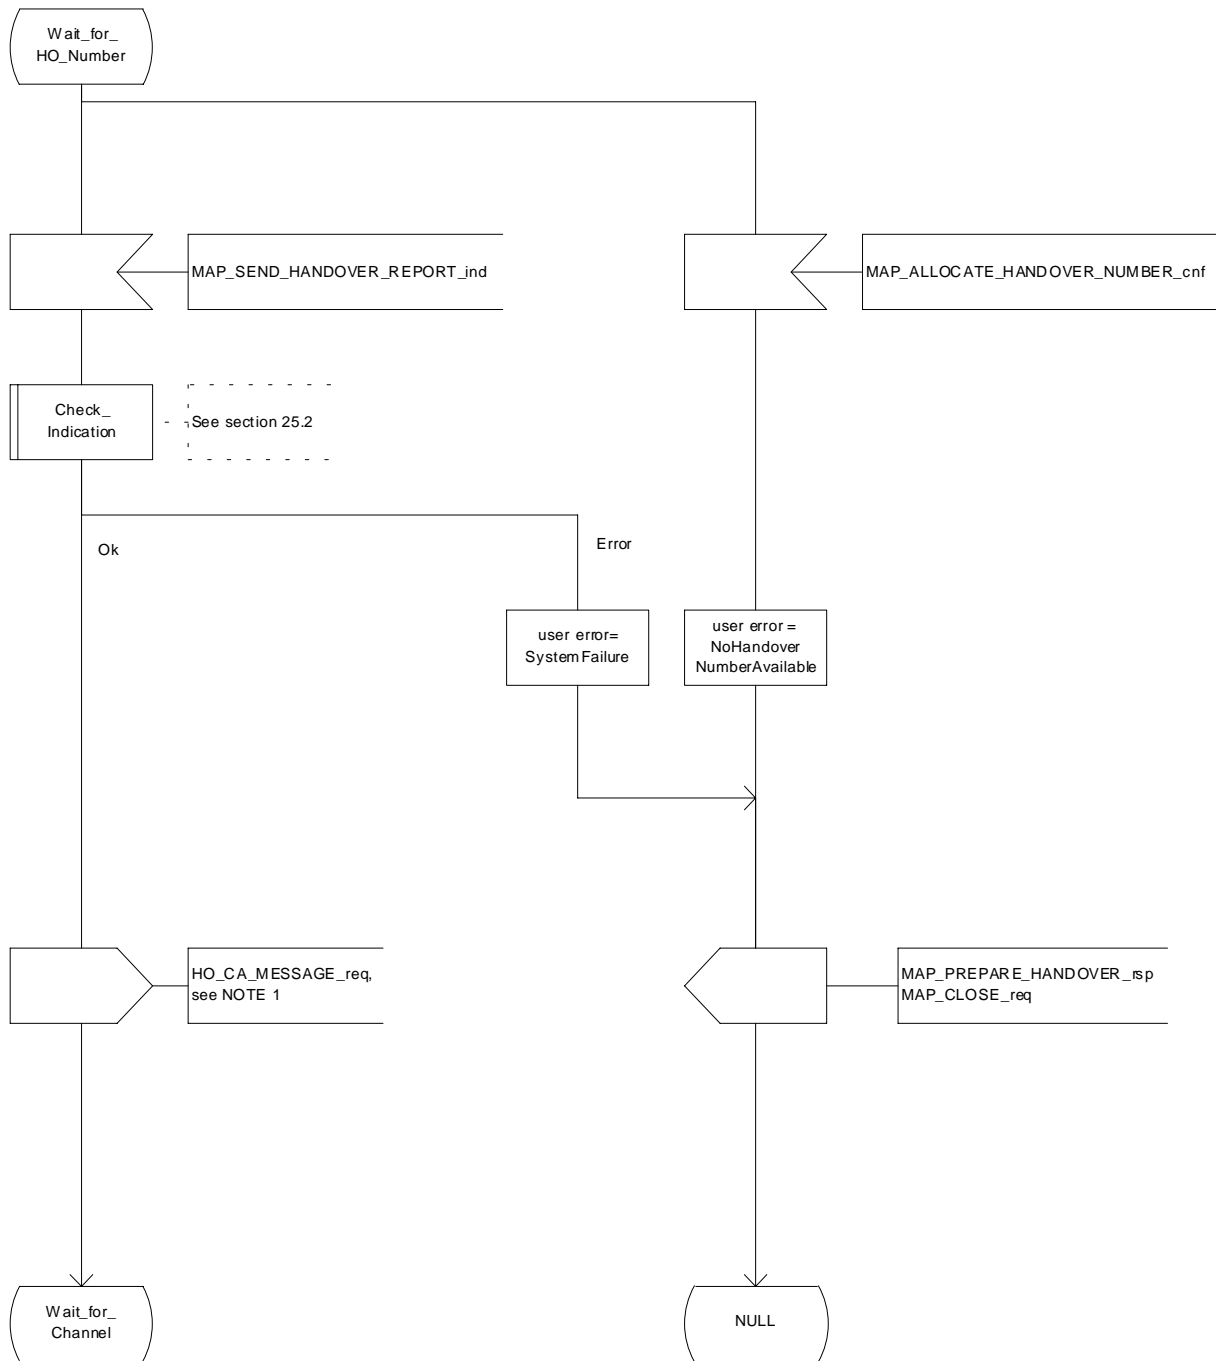 Wait_for_
HO_Number
MAP_SEND_HANDOVER_REPORT_ind
MAP_ALLOCATE_HANDOVER_NUMBER_cnf
Check_
Indication
See section 25.2
Ok
Error
user error=
SystemFailure
user error =
NoHandover
NumberAvailable
HO_CA_MESSAGE_req,
see NOTE 1
MAP_PREPARE_HANDOVER_rsp
MAP_CLOSE_req
Wait_for_
Channel
NULL